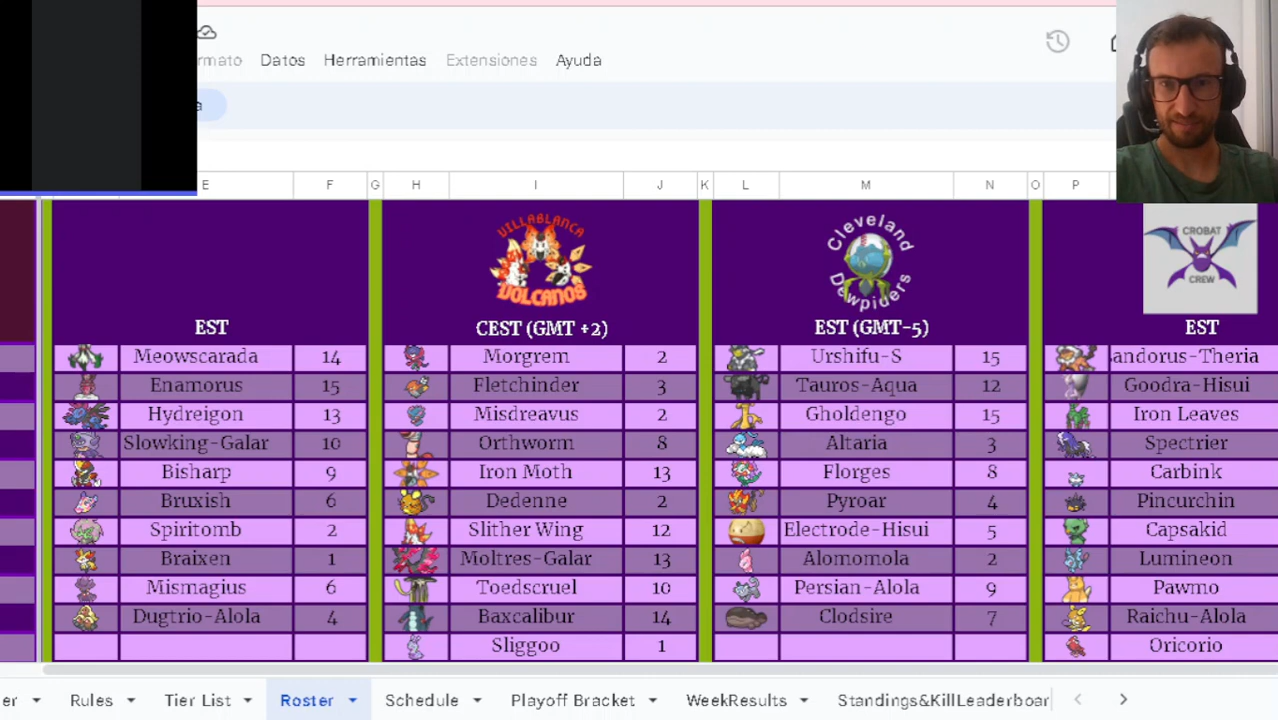 rmato Datos Herramientas Extensiones Ayuda
a
E F G H I J K L M N O P
VILLABLANCA
VOLCANOS
Cleveland
Dewpiders
CROBAT
CREW
EST CEST (GMT +2) EST (GMT-5) EST
Meowscarada 14 Morgrem 2 Urshifu-S 15 andorus-Theria
Enamorus 15 Fletchinder 3 Tauros-Aqua 12 Goodra-Hisui
Hydreigon 13 Misdreavus 2 Gholdengo 15 Iron Leaves
Slowking-Galar 10 Orthworm 8 Altaria 3 Spectrier
Bisharp 9 Iron Moth 13 Florges 8 Carbink
Bruxish 6 Dedenne 2 Pyroar 4 Pincurchin
Spiritomb 2 Slither Wing 12 Electrode-Hisui 5 Capsakid
Braixen 1 Moltres-Galar 13 Alomomola 2 Lumineon
Mismagius 6 Toedscruel 10 Persian-Alola 9 Pawmo
Dugtrio-Alola 4 Baxcalibur 14 Clodsire 7 Raichu-Alola
Sliggoo 1 Oricorio
er Rules Tier List Roster Schedule Playoff Bracket WeekResults Standings&KillLeaderboar